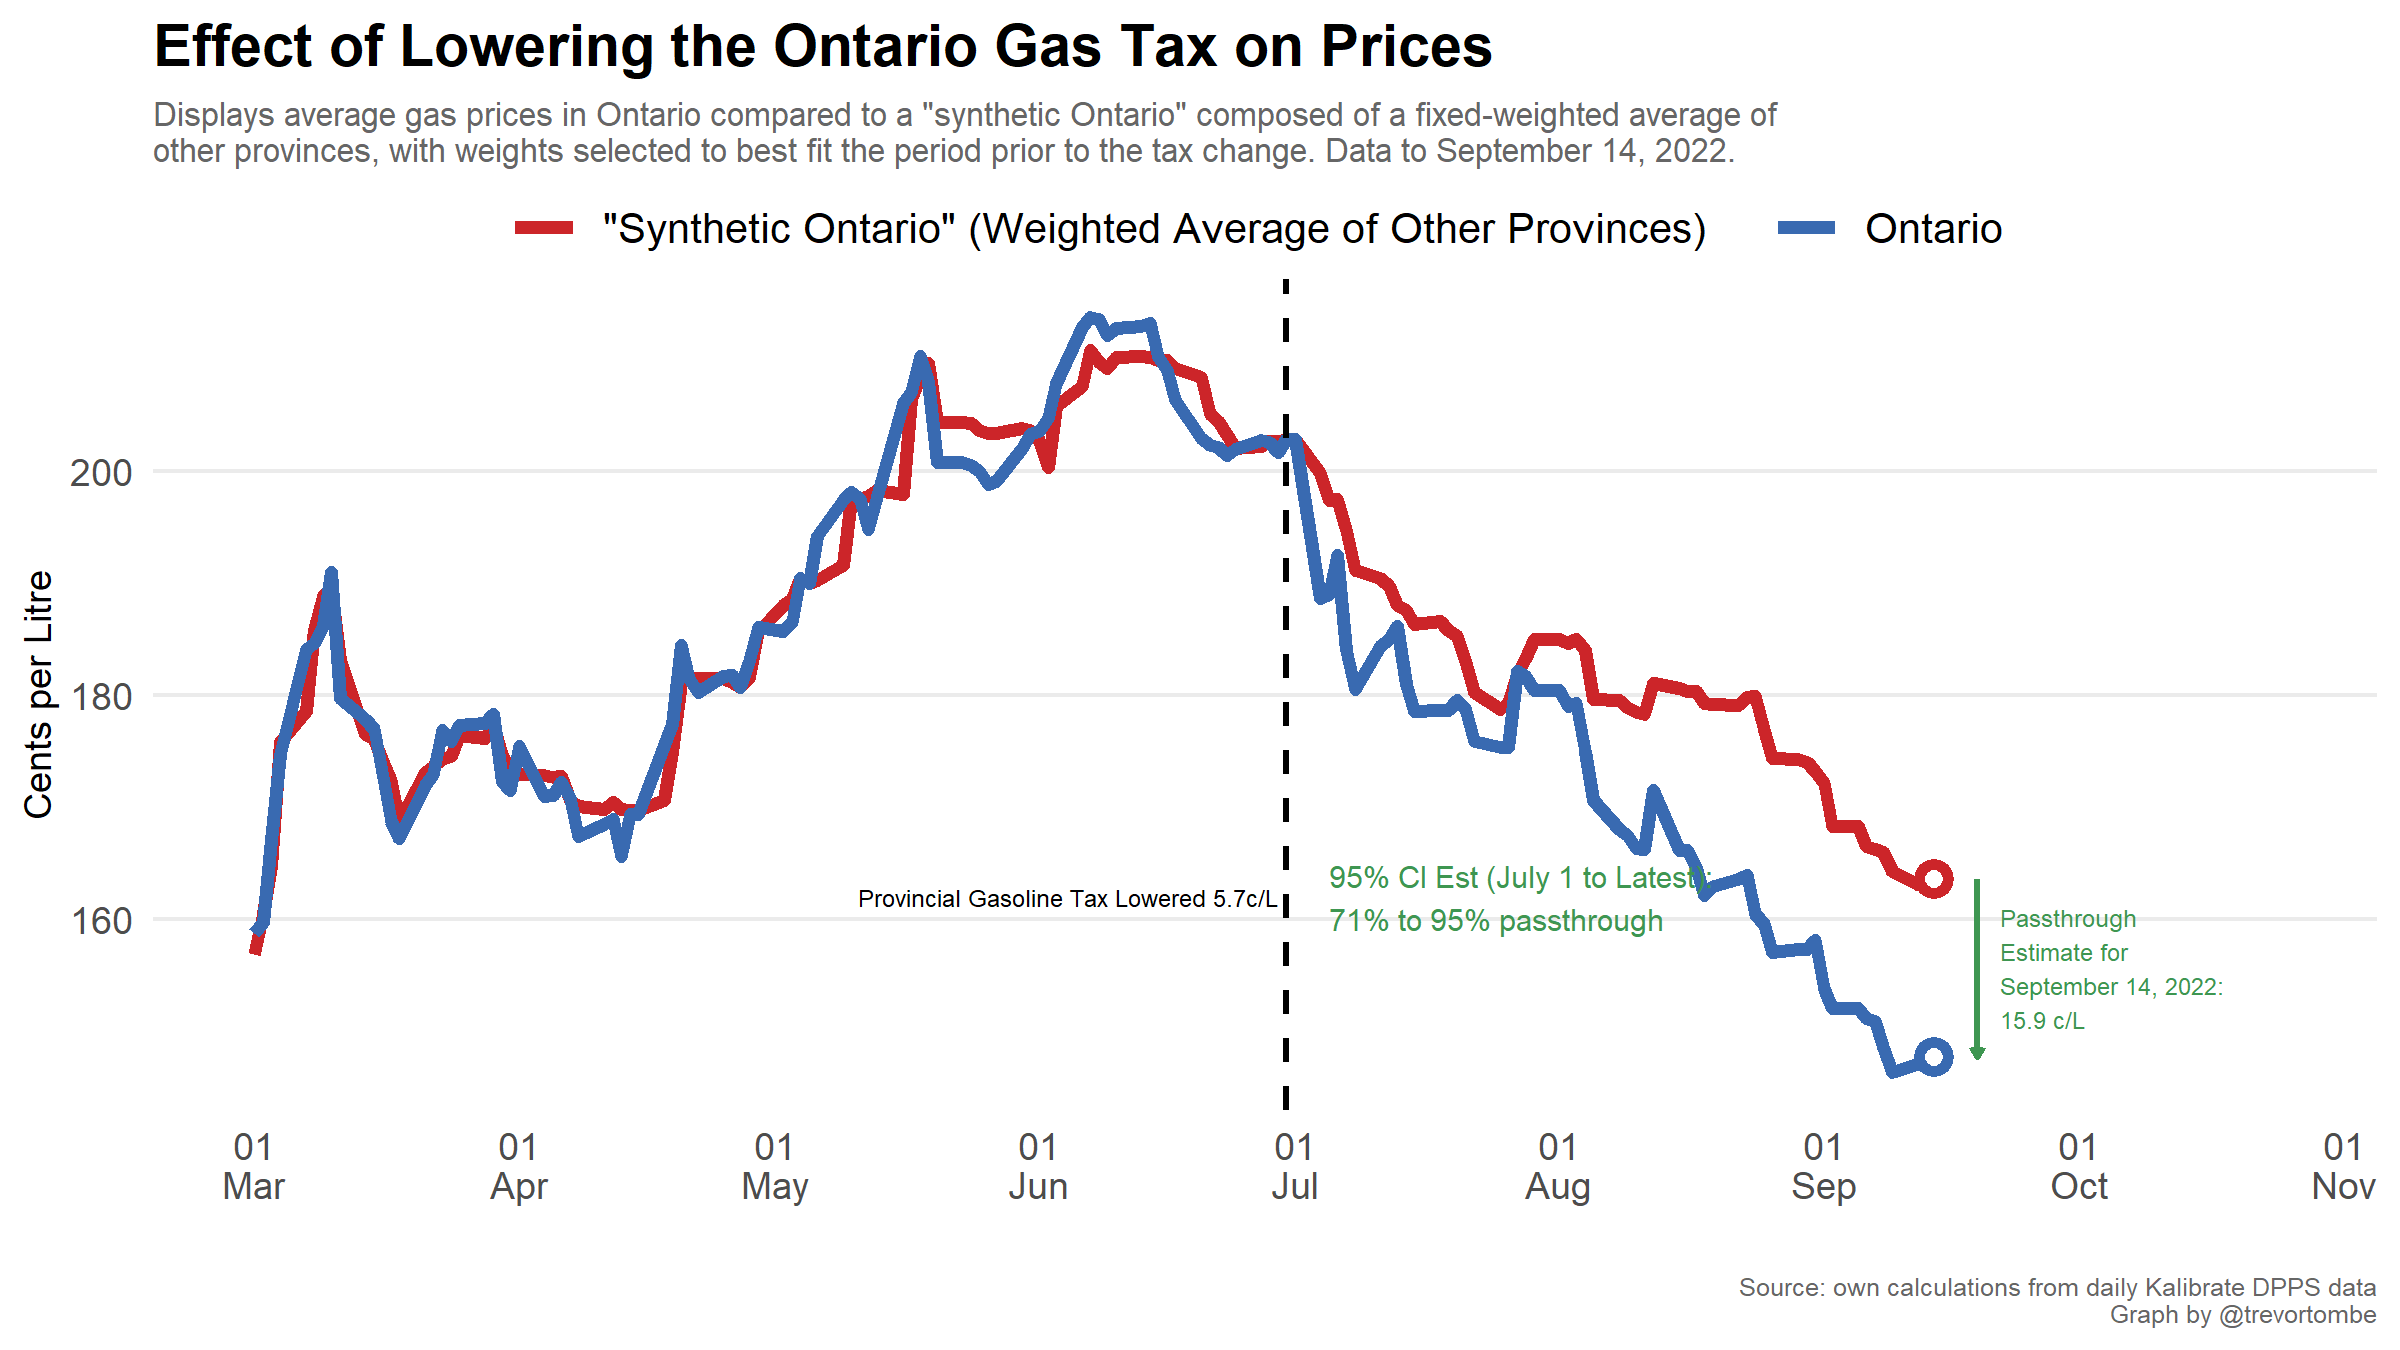 Effect of Lowering the Ontario Gas Tax on Prices
Displays average gas prices in Ontario compared to a "synthetic Ontario" composed of a fixed-weighted average of
other provinces, with weights selected to best fit the period prior to the tax change. Data to September 14, 2022.
"Synthetic Ontario" (Weighted Average of Other Provinces)
Ontario
Cents per Litre
200
180
160
Provincial Gasoline Tax Lowered 5.7c/L
95% CI Est (July 1 to Latest):
71% to 95% passthrough
Passthrough
Estimate for
September 14, 2022:
15.9 c/L
01
Mar
01
Apr
01
May
01
Jun
01
Jul
01
Aug
01
Sep
01
Oct
01
Nov
Source: own calculations from daily Kalibrate DPPS data
Graph by @trevortombe